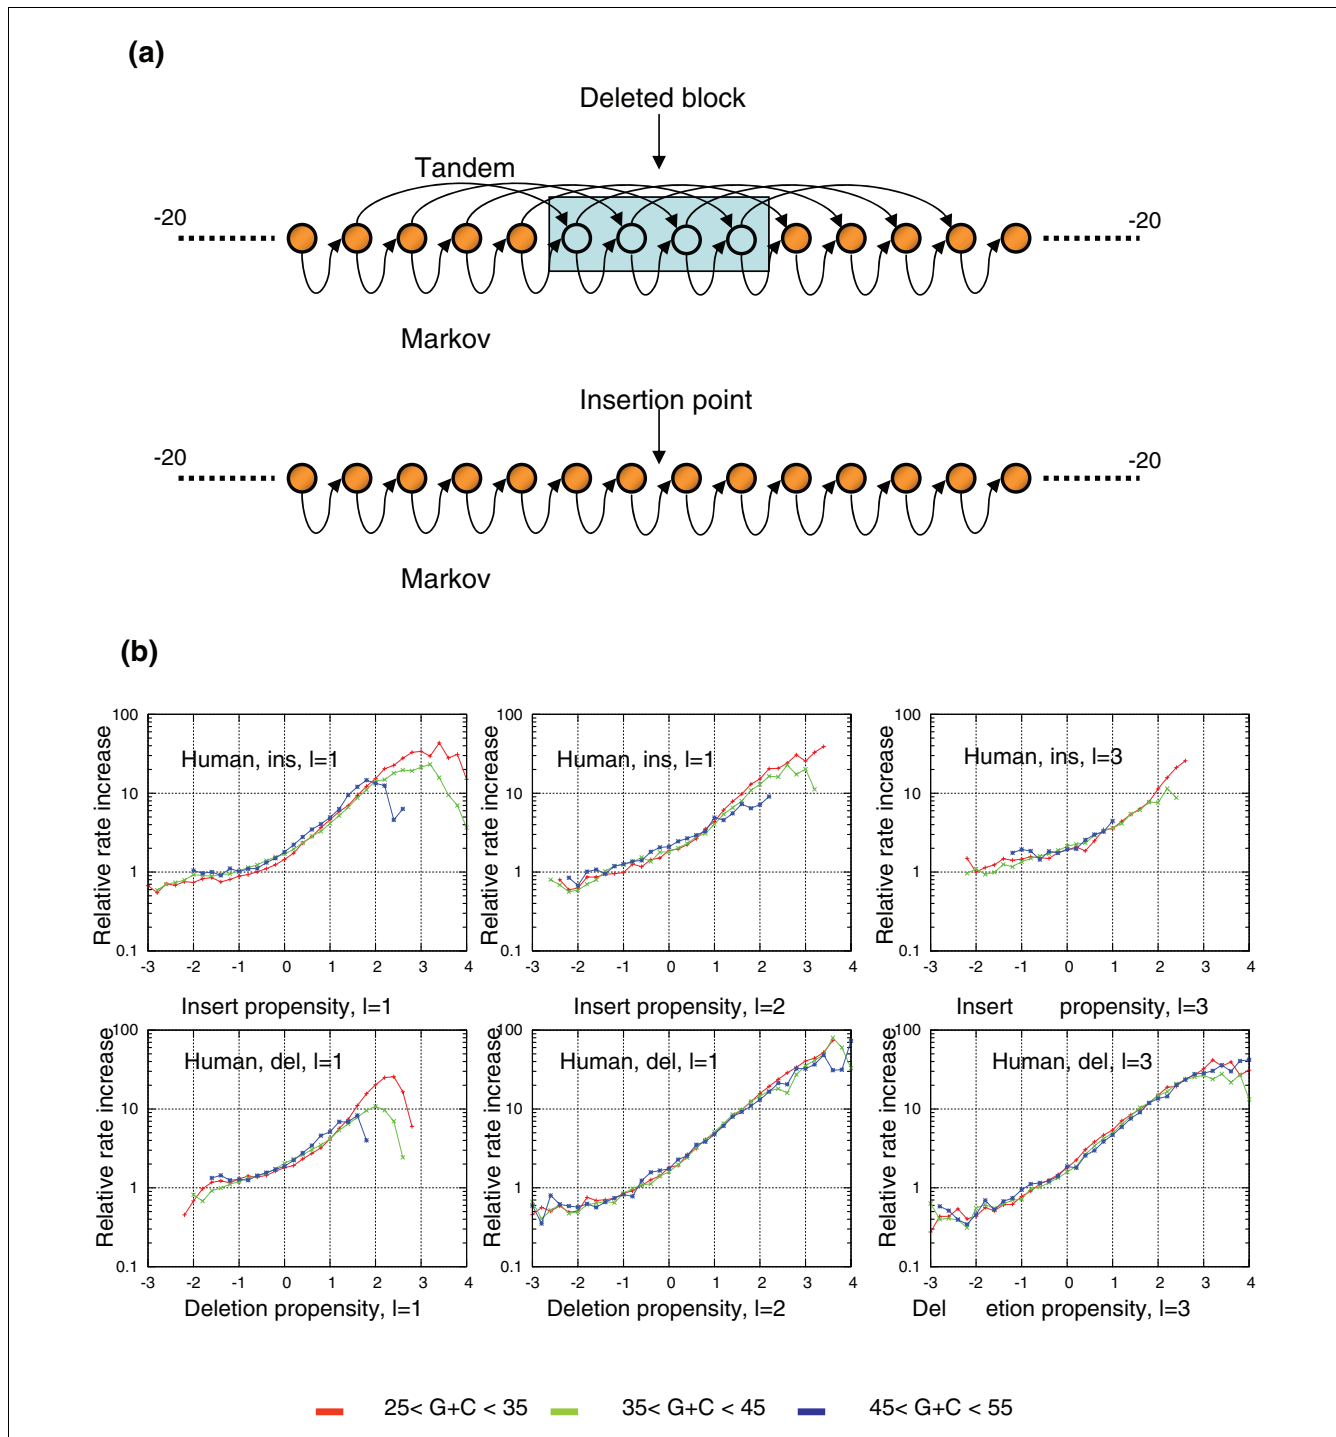 (a)
Deleted block
Tandem
-20
-20
Markov
Insertion point
-20
-20
Markov
(b)
Relative rate increase
100
10
1
0.1
Human, ins, l=1
-3 -2 -1 0 1 2 3 4
Insert propensity, l=1
Relative rate increase
100
10
1
0.1
Human, ins, l=1
-3 -2 -1 0 1 2 3 4
Insert propensity, l=2
Relative rate increase
100
10
1
0.1
Human, ins, l=3
-3 -2 -1 0 1 2 3 4
Insert propensity, l=3
Relative rate increase
100
10
1
0.1
Human, del, l=1
-3 -2 -1 0 1 2 3 4
Deletion propensity, l=1
Relative rate increase
100
10
1
0.1
Human, del, l=1
-3 -2 -1 0 1 2 3 4
Deletion propensity, l=2
Relative rate increase
100
10
1
0.1
Human, del, l=3
-3 -2 -1 0 1 2 3 4
Del etion propensity, l=3
25< G+C < 35 35< G+C < 45 45< G+C < 55